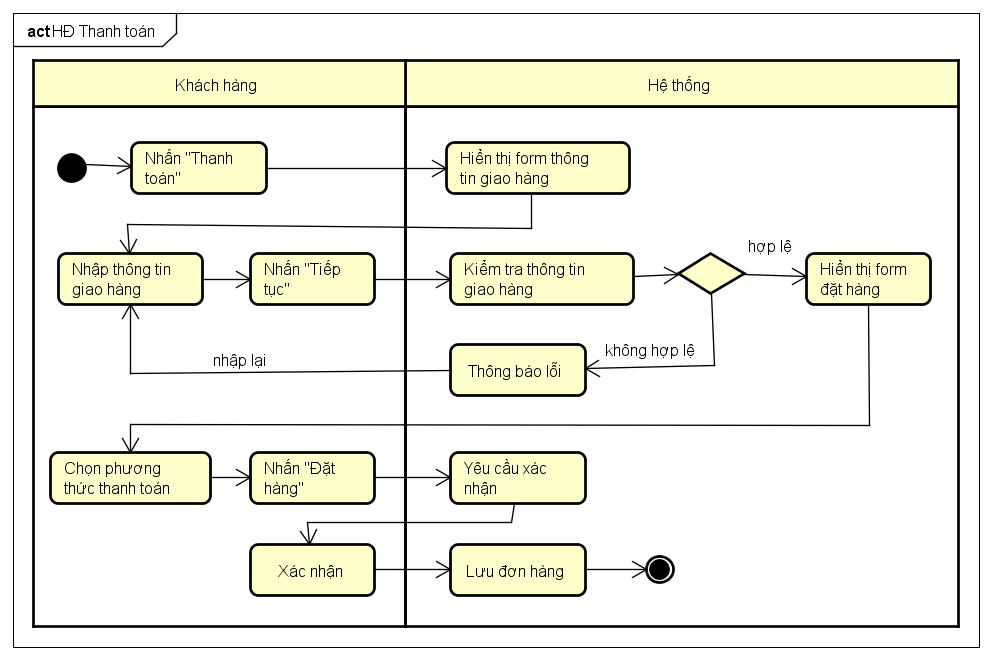 act HĐ Thanh toán
Khách hàng
Hệ thống
Nhấn "Thanh
toán"
Hiển thị form thông
tin giao hàng
Nhập thông tin
giao hàng
Nhấn "Tiếp
tục"
Kiểm tra thông tin
giao hàng
hợp lệ
Hiển thị form
đặt hàng
không hợp lệ
Thông báo lỗi
nhập lại
Chọn phương
thức thanh toán
Nhấn "Đặt
hàng"
Yêu cầu xác
nhận
Xác nhận
Lưu đơn hàng